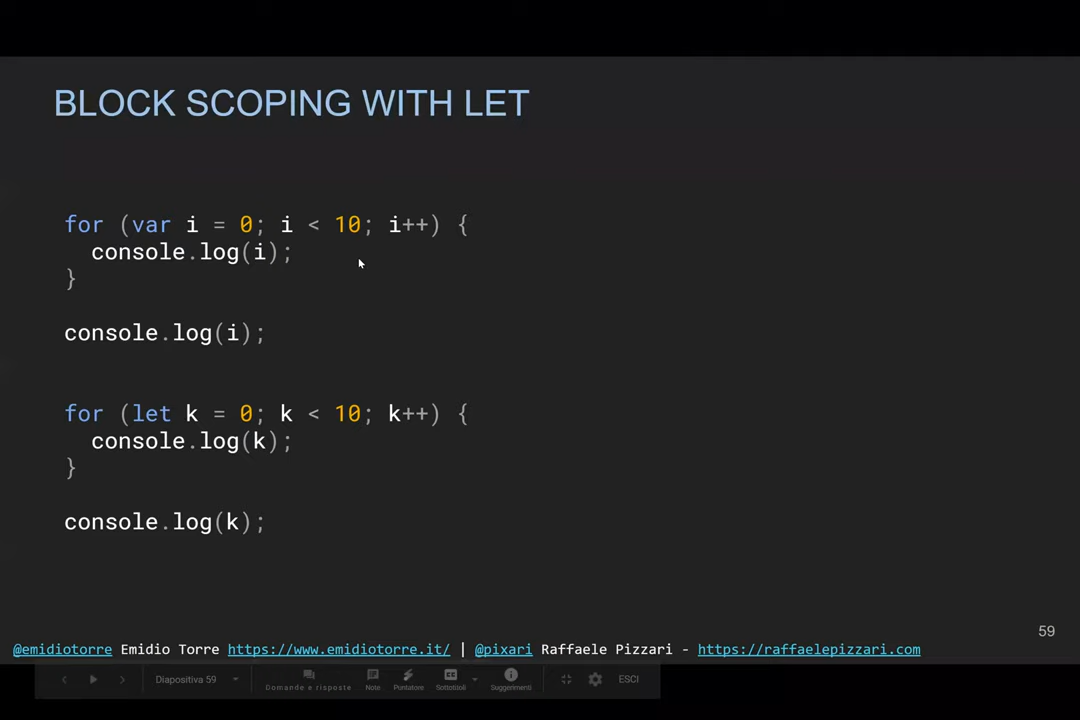 BLOCK SCOPING WITH LET
for (var i = 0; i < 10; i++) {
  console.log(i);
}
console.log(i);
for (let k = 0; k < 10; k++) {
  console.log(k);
}
console.log(k);
59
@emidiotorre Emidio Torre https://www.emidiotorre.it/ | @pixari Raffaele Pizzari - https://raffaelepizzari.com
Diapositiva 59
Domande e risposte
Note
Puntatore
CC
Sottotitoli
Suggerimenti
ESCI